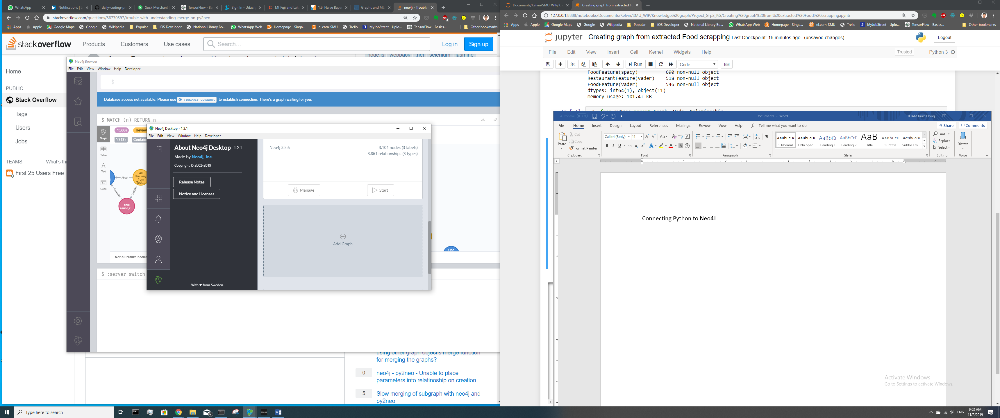 WhatsApp
Notifications | L
daily-coding-pr
Sock Merchant
TensorFlow - Ba
Sign In - Udacit
Mt Fuji and Lak
1.9. Naive Baye
Graphs and ML
neo4j - Trouble
stackoverflow.com/questions/38770597/trouble-with-understanding-merge-on-py2neo
Apps
Apple
Google Maps
Google
Wikipedia
Popular
iOS Developer
National Library Bo...
WhatsApp Web
Homepage - Singa...
eLearn-SMU
Trello
MyJobStreet - Uplo...
TensorFlow - Basics...
Other bookmarks
stackoverflow
Products
Customers
Use cases
Search...
Log in
Sign up
node.js
webpack
.net
selenium
jasmine
Home
PUBLIC
Stack Overflow
Tags
Users
Jobs
TEAMS
What's thi
First 25 Users Free
Neo4j Browser
File Edit View Window Help Developer
$
Database access not available. Please use :server connect to establish connection. There's a graph waiting for you.
$ MATCH (n) RETURN n
*(300)
Review
*(313)
Contain
Graph
Table
Text
Code
About
All the way from Tebi...
Contains
ServedBy
chili sauce,c...
One
Not all return nodes
$ :server switch
Neo4j Desktop - 1.2.1
File Edit View Window Help Developer
About Neo4j Desktop 1.2.1
Made by Neo4j, Inc.
Copyright © 2002-2019
Release Notes
Notice and Licenses
With ♥ from Sweden.
Neo4j 3.5.6
3,104 nodes (3 labels)
3,861 relationships (3 types)
Manage
Start
Add Graph
using other graph object's merge function
for merging the graphs?
0
neo4j - py2neo - Unable to place
parameters into relatinoship on creation
5
Slow merging of subgraph with neo4j and
py2neo
Documents/Kelvin/SMU_WIP/Kn
Creating graph from extracted Fo
127.0.0.1:8888/notebooks/Documents/Kelvin/SMU_WIP/Knowledge%20graph/Project_Grp2_KG/Creating%20graph%20from%20extracted%20Food%20scrapping.ipynb
Apps
Apple
Google Maps
Google
Wikipedia
Popular
iOS Developer
National Library Bo...
WhatsApp Web
Homepage - Singa...
eLearn-SMU
Trello
MyJobStreet - Uplo...
TensorFlow - Basics...
Other bookmarks
jupyter Creating graph from extracted Food scrapping Last Checkpoint: 16 minutes ago (unsaved changes)
Logout
File Edit View Insert Cell Kernel Widgets Help
Trusted
Python 3
Run
Code
FoodFeature(spacy) 690 non-null object
RestaurantFeature(vader) 518 non-null object
FoodFeature(vader) 546 non-null object
dtypes: int64(1), object(11)
memory usage: 101.4+ KB
In [54]: 1 from py2neo import Graph, Node, Relationship
AutoSave Off
Document1 - Word
THAM Kum Hong
File Home Insert Design Layout References Mailings Review View Help Tell me what you want to do
Share
Comments
Paste
Cut
Copy
Format Painter
Clipboard
Calibri (Body)
11
Font
Paragraph
AaBbCcDc
¶ Normal
AaBbCcDc
¶ No Spac...
AaBbC
Heading 1
AaBbCcE
Heading 2
AaB
Title
AaBbCcD
Subtitle
AaBbCcDc
Subtle Em...
Styles
Find
Replace
Select
Editing
Dictate
Voice
Connecting Python to Neo4J
Activate Windows
Go to Settings to activate Windows.
Type here to search
2
SONOS
ENG
9:03 AM
11/2/2019